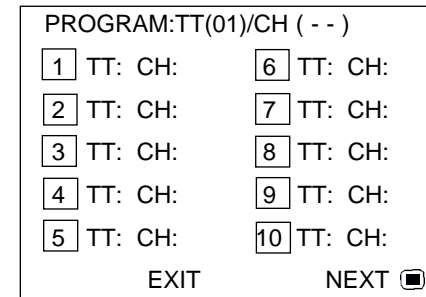 PROGRAM:TT(01)/CH ( - - )
1 TT: CH: 6 TT: CH:
2 TT: CH: 7 TT: CH:
3 TT: CH: 8 TT: CH:
4 TT: CH: 9 TT: CH:
5 TT: CH: 10 TT: CH:
EXIT NEXT